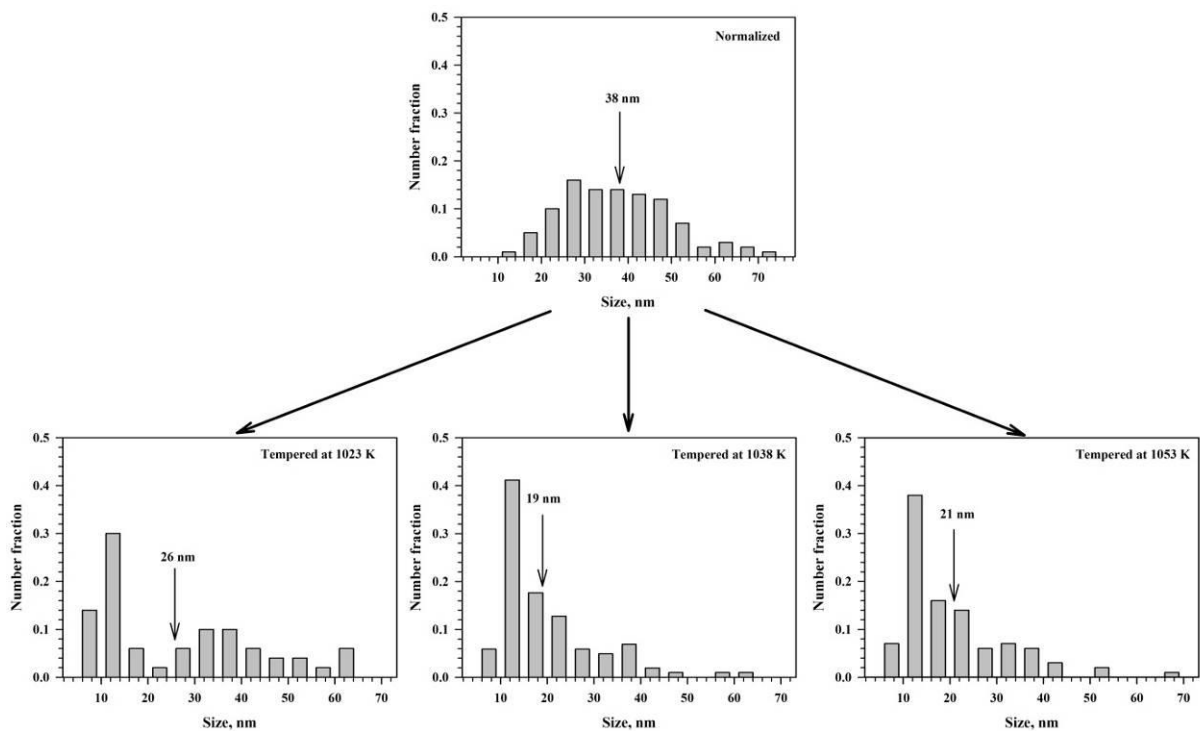 0.5
Normalized
0.4
38 nm
0.3
0.2
0.1
0.0
Number fraction
10 20 30 40 50 60 70
Size, nm
0.5
Tempered at 1023 K
0.4
0.3
26 nm
0.2
0.1
0.0
Number fraction
10 20 30 40 50 60 70
Size, nm
0.5
Tempered at 1038 K
0.4
19 nm
0.3
0.2
0.1
0.0
Number fraction
10 20 30 40 50 60 70
Size, nm
0.5
Tempered at 1053 K
0.4
21 nm
0.3
0.2
0.1
0.0
Number fraction
10 20 30 40 50 60 70
Size, nm